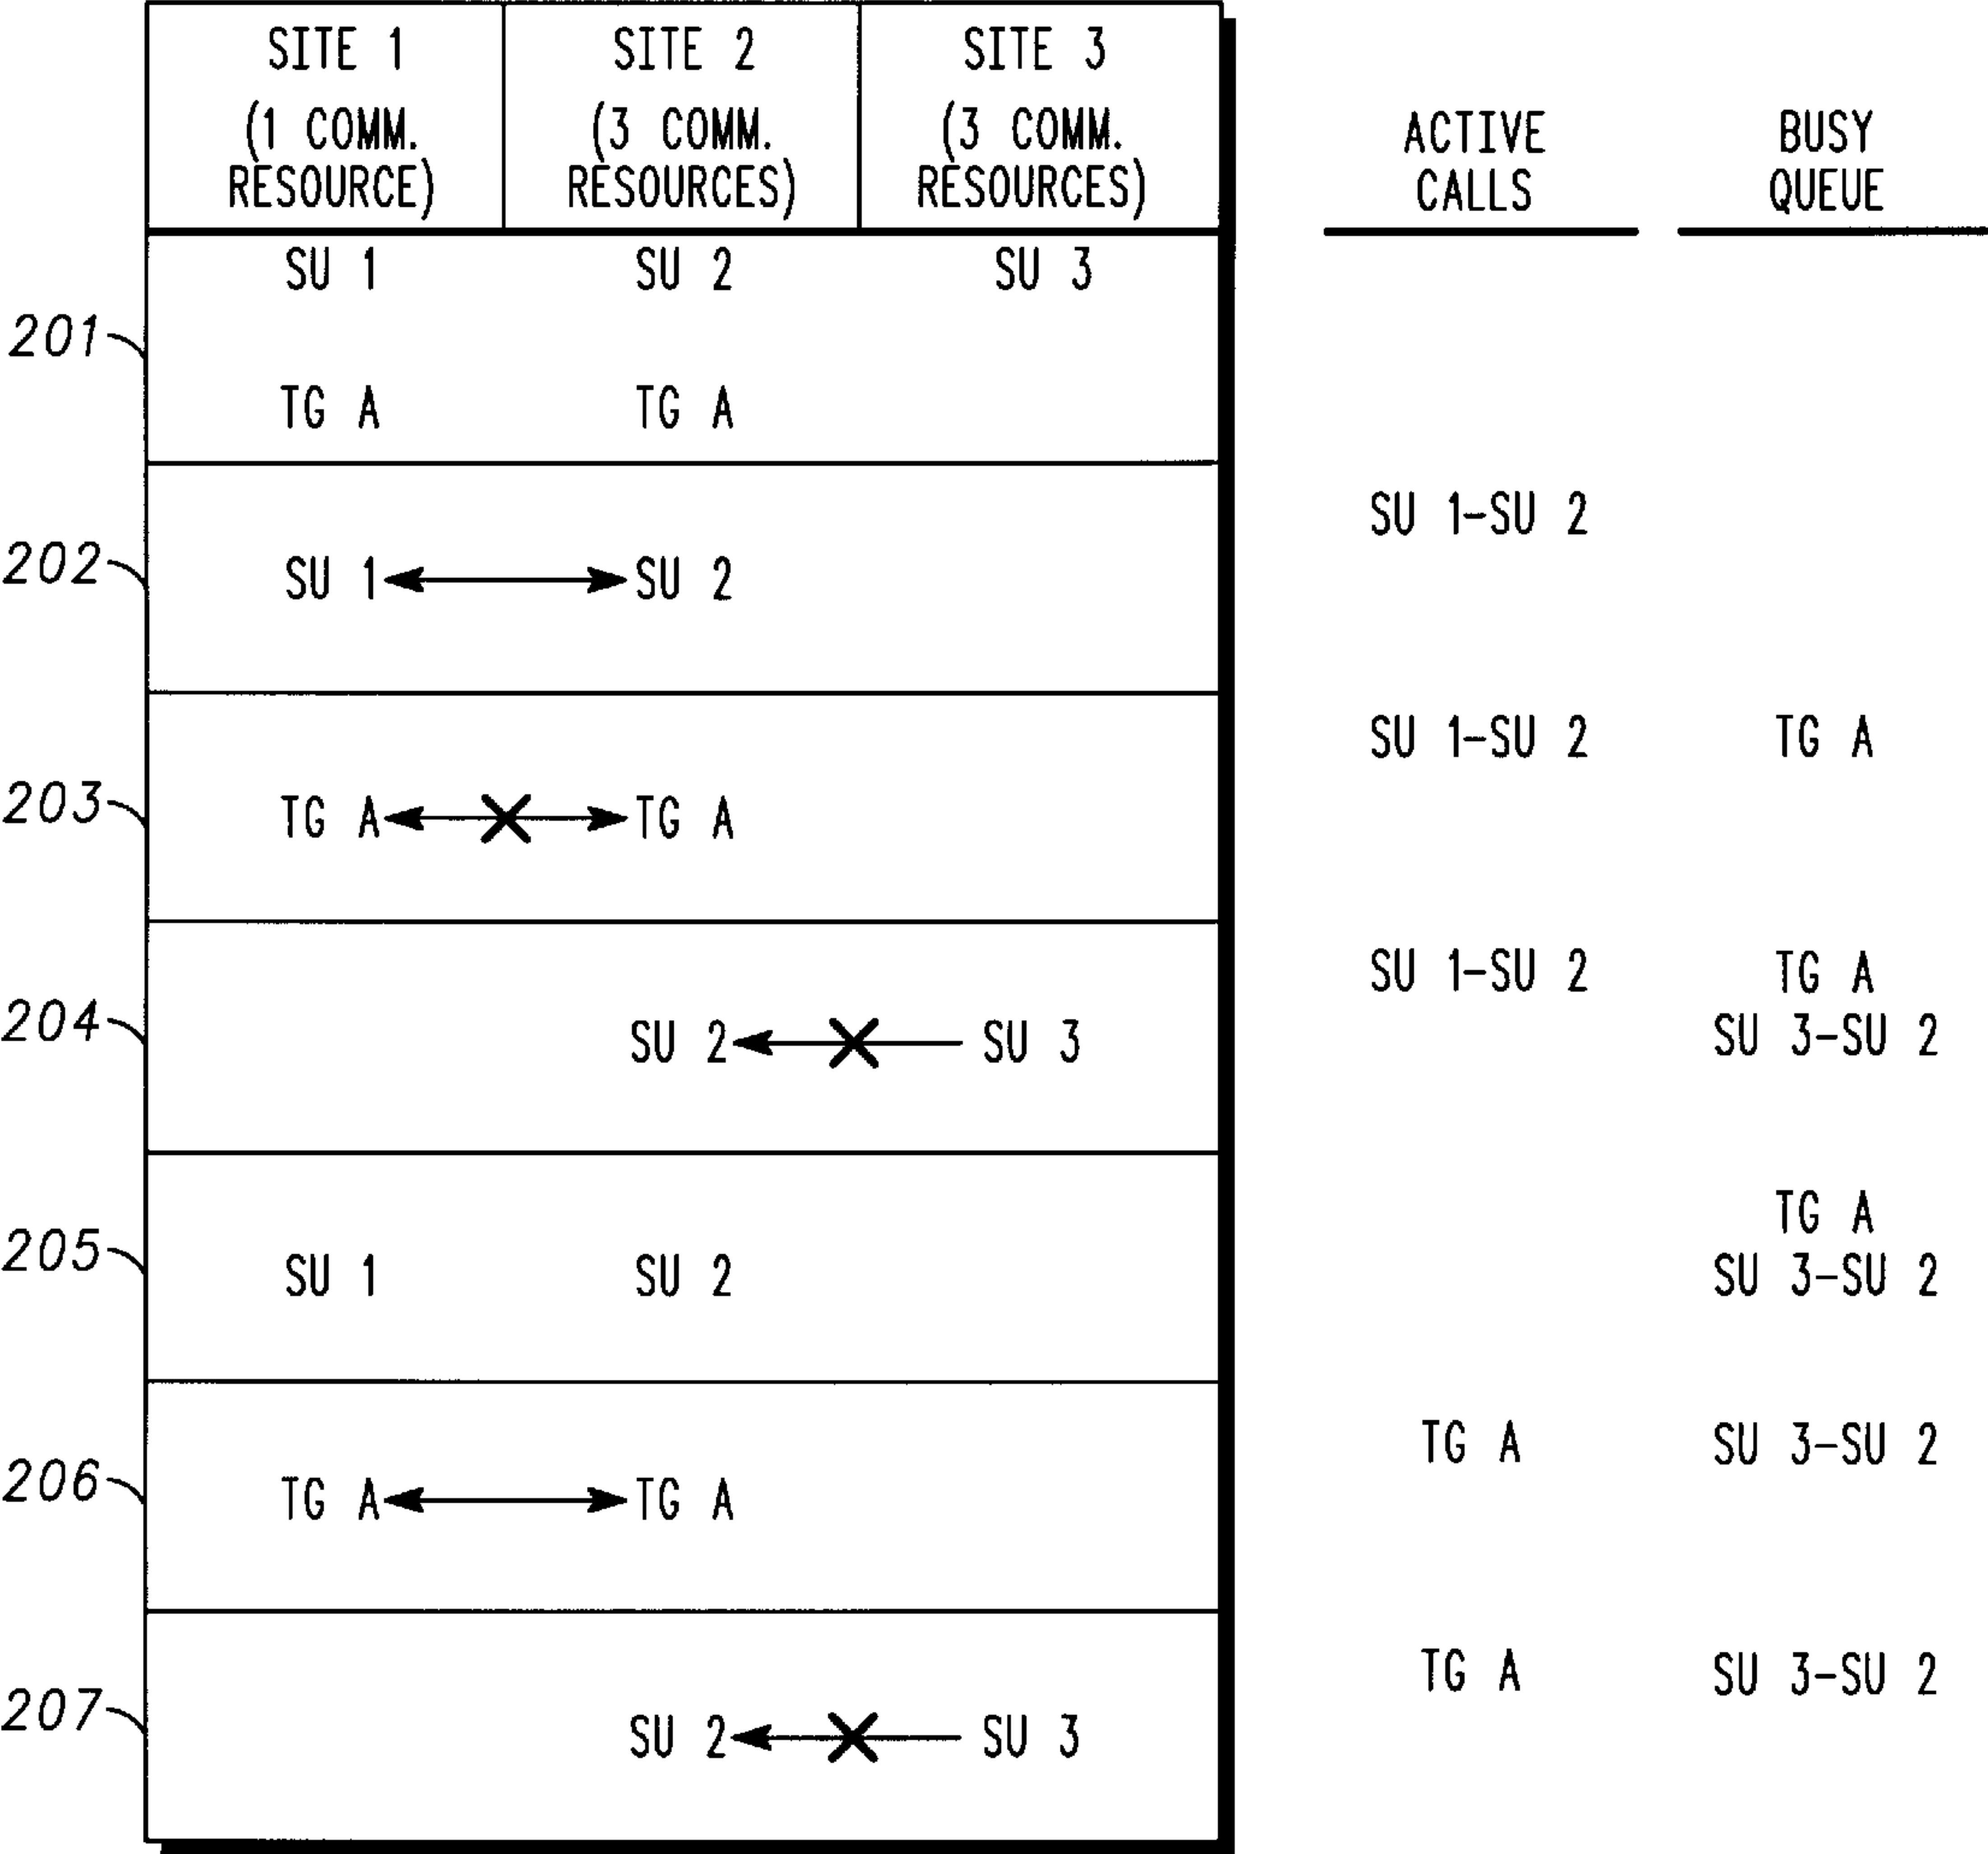 SITE 1 SITE 2 SITE 3
(1 COMM. (3 COMM. (3 COMM. ACTIVE BUSY
RESOURCE) RESOURCES) RESOURCES) CALLS QUEUE
SU 1 SU 2 SU 3
201
TG A TG A
SU 1-SU 2
202 SU 1 SU 2
SU 1-SU 2 TG A
203 TG A TG A
SU 1-SU 2 TG A
204 SU 2 SU 3 SU 3-SU 2
TG A
205 SU 1 SU 2 SU 3-SU 2
TG A SU 3-SU 2
206 TG A TG A
TG A SU 3-SU 2
207 SU 2 SU 3